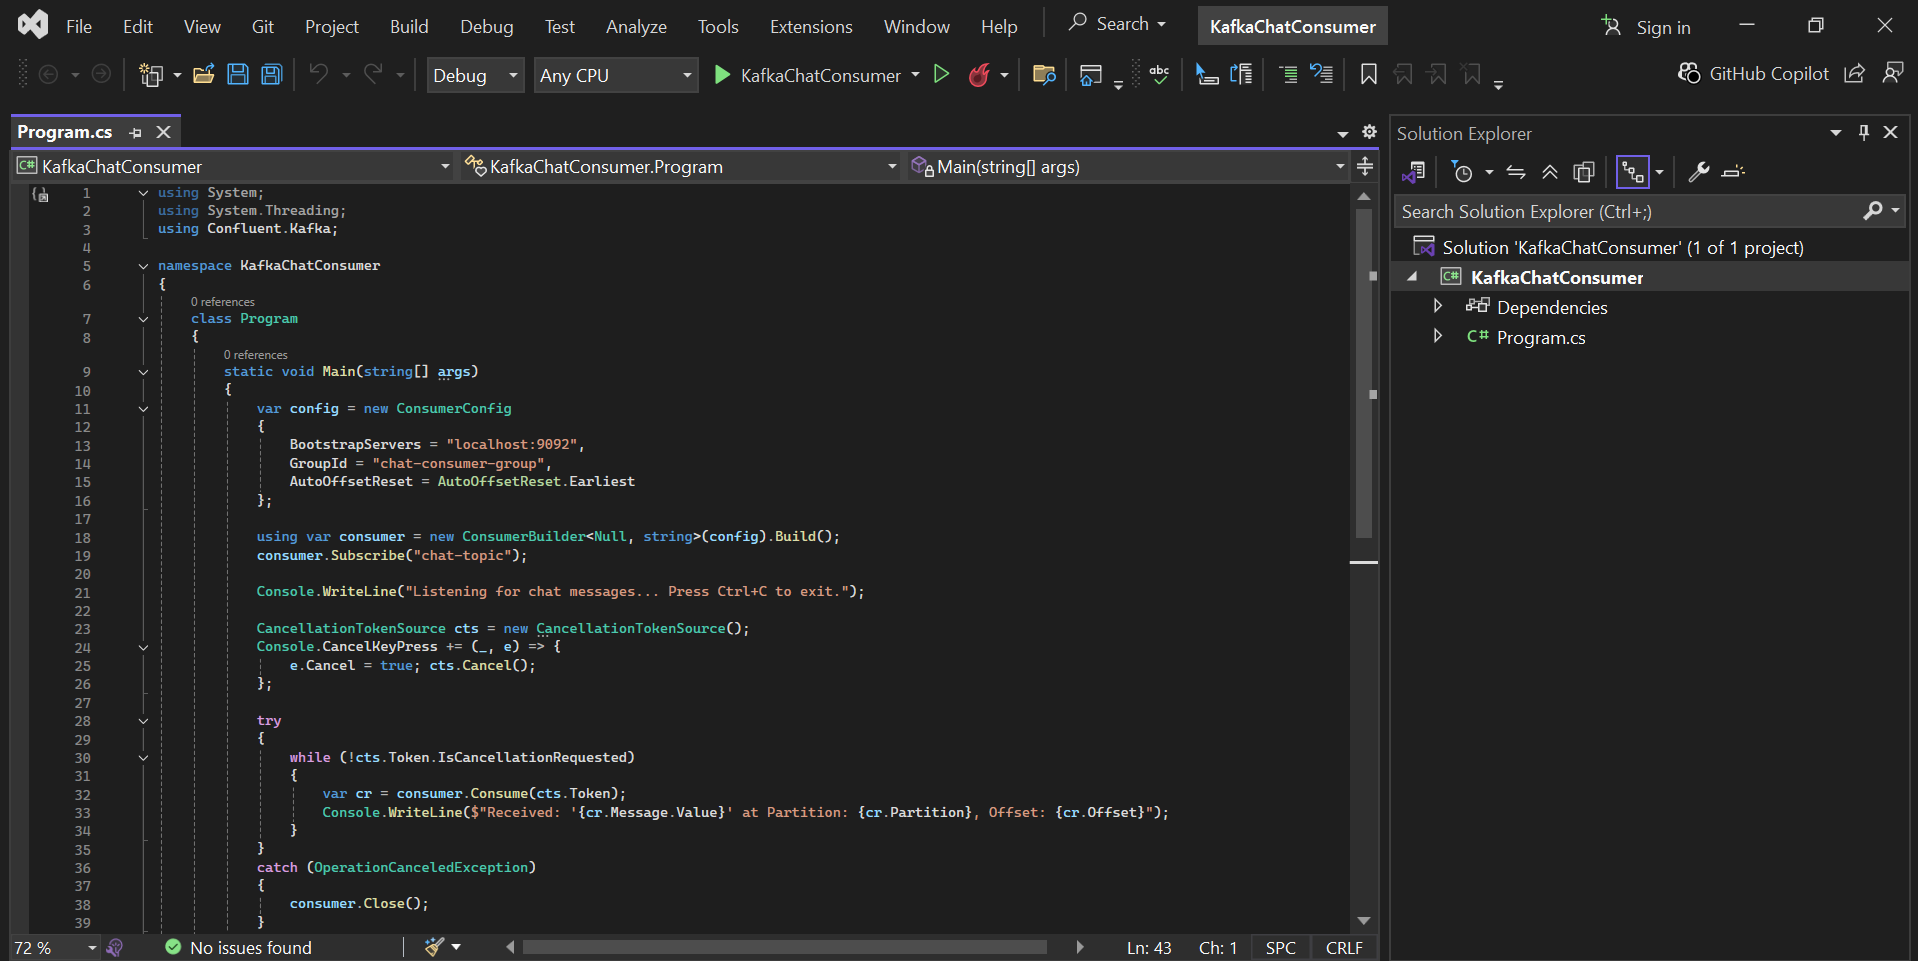 File Edit View Git Project Build Debug Test Analyze Tools Extensions Window Help Search KafkaChatConsumer Sign in
Debug Any CPU KafkaChatConsumer abc GitHub Copilot
Program.cs
KafkaChatConsumer KafkaChatConsumer.Program Main(string[] args)
1 using System;
2 using System.Threading;
3 using Confluent.Kafka;
4
5 namespace KafkaChatConsumer
6 {
0 references
7 class Program
8 {
0 references
9 static void Main(string[] args)
10 {
11 var config = new ConsumerConfig
12 {
13 BootstrapServers = "localhost:9092",
14 GroupId = "chat-consumer-group",
15 AutoOffsetReset = AutoOffsetReset.Earliest
16 };
17
18 using var consumer = new ConsumerBuilder<Null, string>(config).Build();
19 consumer.Subscribe("chat-topic");
20
21 Console.WriteLine("Listening for chat messages... Press Ctrl+C to exit.");
22
23 CancellationTokenSource cts = new CancellationTokenSource();
24 Console.CancelKeyPress += (_, e) => {
25 e.Cancel = true; cts.Cancel();
26 };
27
28 try
29 {
30 while (!cts.Token.IsCancellationRequested)
31 {
32 var cr = consumer.Consume(cts.Token);
33 Console.WriteLine($"Received: '{cr.Message.Value}' at Partition: {cr.Partition}, Offset: {cr.Offset}");
34 }
35 }
36 catch (OperationCanceledException)
37 {
38 consumer.Close();
39 }
72 % No issues found Ln: 43 Ch: 1 SPC CRLF
Solution Explorer
Search Solution Explorer (Ctrl+;)
Solution 'KafkaChatConsumer' (1 of 1 project)
C# KafkaChatConsumer
Dependencies
C# Program.cs